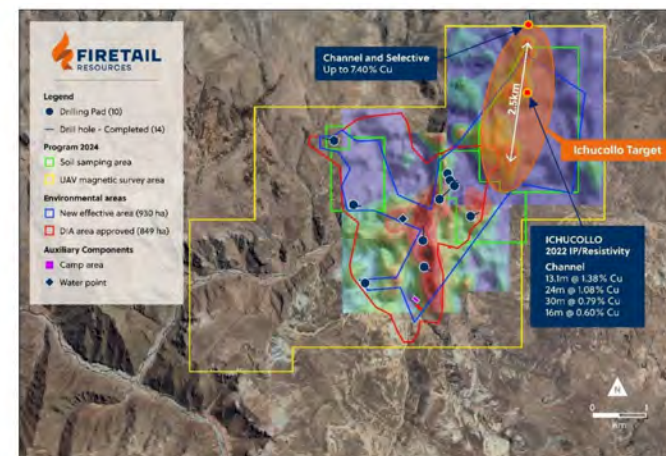 FIRETAIL
RESOURCES
Legend
Drilling Pad (10)
Drill hole - Completed (14)
Program 2024
Soil sampling area
UAV magnetic survey area
Environmental areas
New effective area (930 ha)
DIA area approved (849 ha)
Auxiliary Components
Camp area
Water point
Channel and Selective
Up to 7.40% Cu
2.5km
Ichucollo Target
ICHUCOLLO
2022 IP/Resistivity
Channel
13.1m @ 1.38% Cu
24m @ 1.08% Cu
30m @ 0.79% Cu
16m @ 0.60% Cu
N
0 1
Km